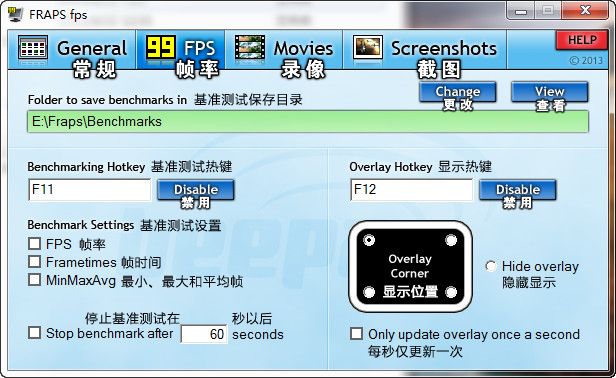 FRAPS fps
General
常规
99 FPS
帧率
Movies
录像
Screenshots
截图
HELP
© 2013
Folder to save benchmarks in 基准测试保存目录
Change
更改
View
查看
E:\Fraps\Benchmarks
Benchmarking Hotkey 基准测试热键
F11
Disable
禁用
Overlay Hotkey 显示热键
F12
Disable
禁用
Benchmark Settings 基准测试设置
FPS 帧率
Frametimes 帧时间
MinMaxAvg 最小、最大和平均帧
停止基准测试在 秒以后
Stop benchmark after 60 seconds
Overlay
Corner
显示位置
Hide overlay
隐藏显示
Only update overlay once a second
每秒仅更新一次